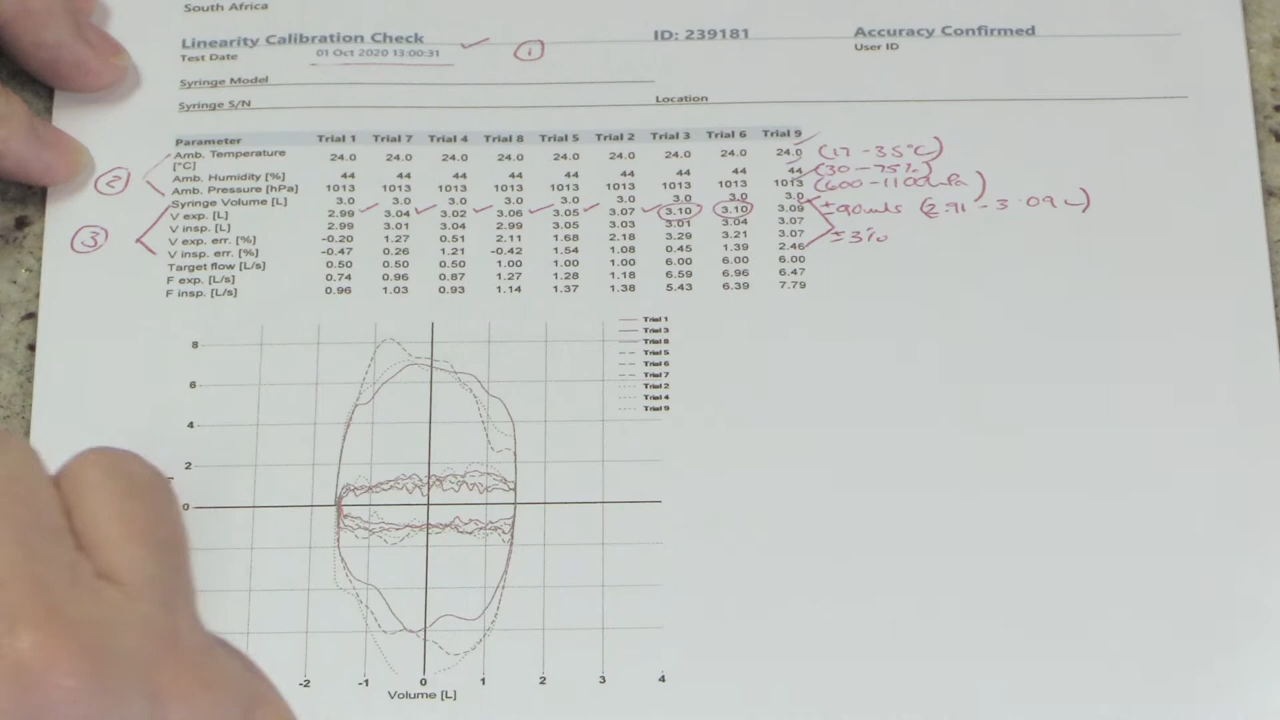 South Africa
Linearity Calibration Check ID: 239181 Accuracy Confirmed
Test Date 01 Oct 2020 13:00:31 ✓ ① User ID
Syringe Model
Syringe S/N Location
Parameter Trial 1 Trial 7 Trial 4 Trial 8 Trial 5 Trial 2 Trial 3 Trial 6 Trial 9
Amb. Temperature [°C] 24.0 24.0 24.0 24.0 24.0 24.0 24.0 24.0 24.0 (17-35°C)
② Amb. Humidity [%] 44 44 44 44 44 44 44 44 44 (30-75%)
Amb. Pressure [hPa] 1013 1013 1013 1013 1013 1013 1013 1013 1013 (600-1100hPa)
Syringe Volume [L] 3.0 3.0 3.0 3.0 3.0 3.0 3.0 3.0 3.0
V exp. [L] 2.99 3.04 3.02 3.06 3.05 3.07 3.10 3.10 3.09 ±90mls (2.91-3.09L)
V insp. [L] 2.99 3.01 3.04 2.99 3.05 3.03 3.01 3.04 3.07
③ V exp. err. [%] -0.20 1.27 0.51 2.11 1.68 2.18 3.29 3.21 3.07 ±3%
V insp. err. [%] -0.47 0.26 1.21 -0.42 1.54 1.08 0.45 1.39 2.46
Target flow [L/s] 0.50 0.50 0.50 1.00 1.00 1.00 6.00 6.00 6.00
F exp. [L/s] 0.74 0.96 0.87 1.27 1.28 1.18 6.59 6.96 6.47
F insp. [L/s] 0.96 1.03 0.93 1.14 1.37 1.38 5.43 6.39 7.79
Trial 1
Trial 3
Trial 8
Trial 5
Trial 6
Trial 7
Trial 2
Trial 4
Trial 9
8
6
4
2
0
-2 -1 0 1 2 3 4
Volume [L]